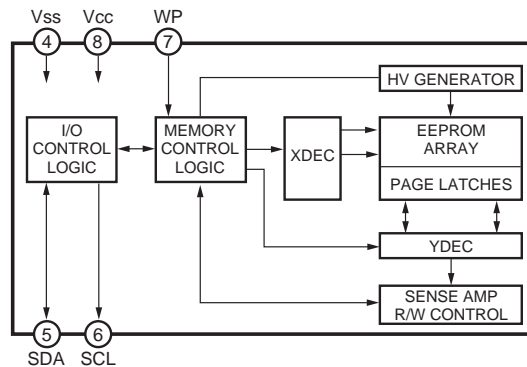 Vss Vcc WP
4 8 7
HV GENERATOR
I/O
CONTROL
LOGIC
MEMORY
CONTROL
LOGIC
XDEC
EEPROM
ARRAY
PAGE LATCHES
YDEC
SENSE AMP
R/W CONTROL
5 6
SDA SCL